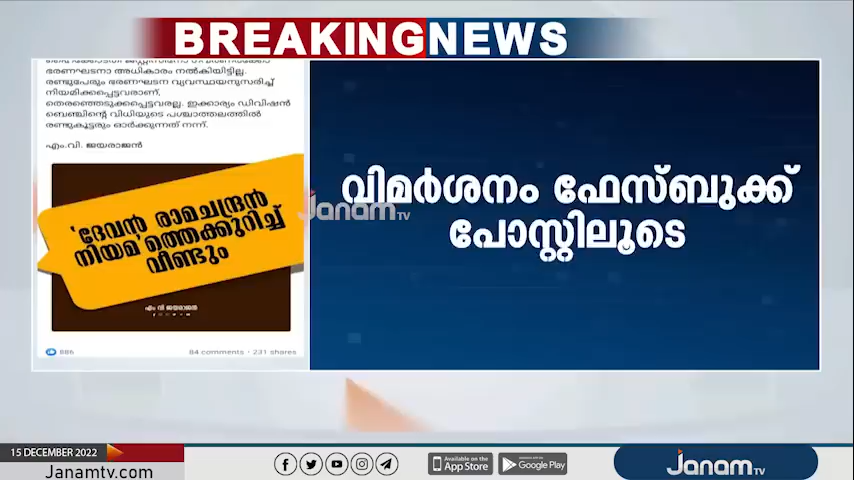 BREAKING NEWS
ഭരണഘടനാ അധികാരം നൽകിയിട്ടില്ല.
രണ്ടുപേരും ഭരണഘടന വ്യവസ്ഥയനുസരിച്ച്
നിയമിക്കപ്പെട്ടവരാണ്,
തെരഞ്ഞെടുക്കപ്പെട്ടവരല്ല. ഇക്കാര്യം ഡിവിഷൻ
ബെഞ്ചിന്റെ വിധിയുടെ പശ്ചാത്തലത്തിൽ
രണ്ടുകൂട്ടരും ഓർക്കുന്നത് നന്ന്.
എം.വി. ജയരാജൻ
'ദേവൻ രാമചന്ദ്രൻ
നിയമ'ത്തെക്കുറിച്ച്
വീണ്ടും
എം വി ജയരാജൻ
886
84 comments • 231 shares
വിമർശനം ഫേസ്ബുക്ക്
പോസ്റ്റിലൂടെ
Janam TV
15 DECEMBER 2022
Janamtv.com
Available on the
App Store
GET IT ON
Google Play
Janam TV